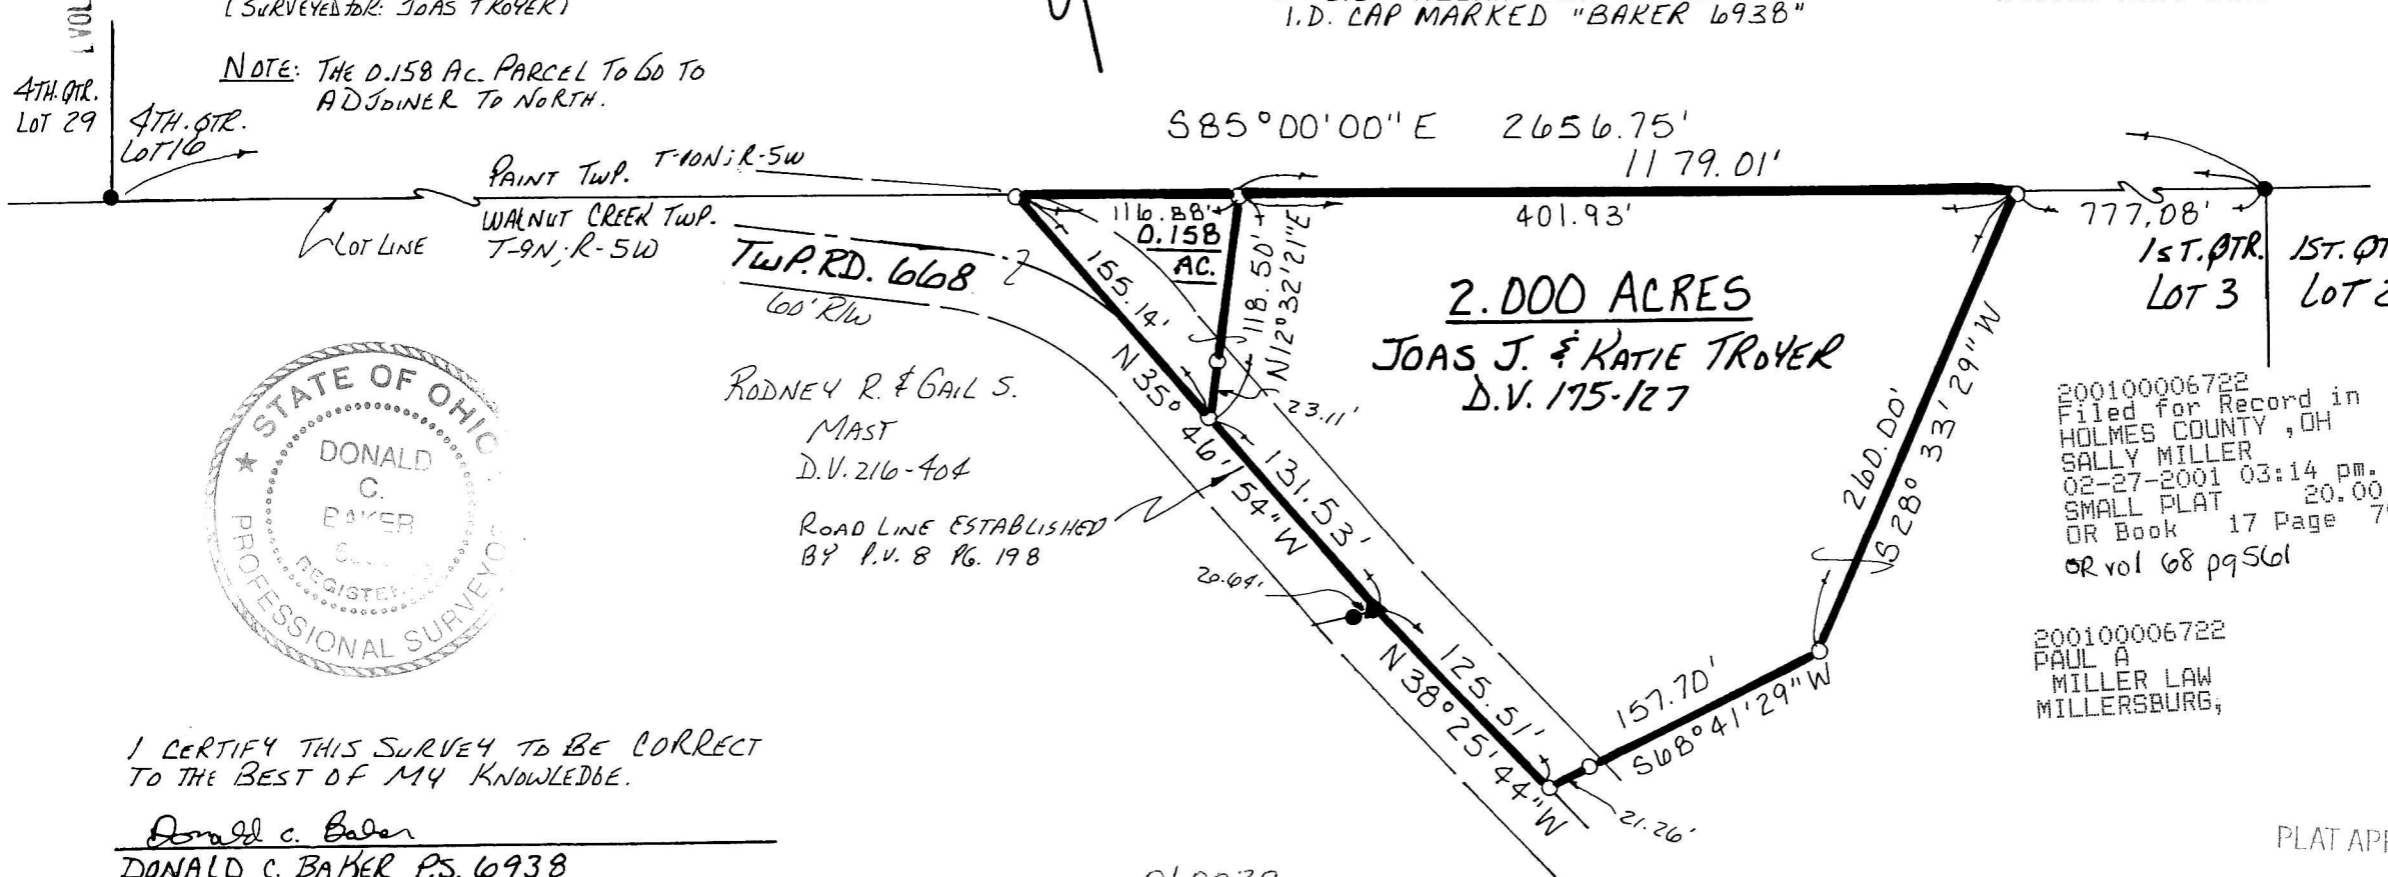 (SURVEYED FOR: JOAS TROYER)
I.D. CAP MARKED "BAKER 6938"
NOTE: THE 0.158 AC. PARCEL TO GO TO
ADJOINER TO NORTH.
4TH. QTR.
LOT 29
4TH. QTR.
LOT 16
S85°00'00"E 2656.75'
1179.01'
PAINT TWP. T-10N; R-5W
WALNUT CREEK TWP.
T-9N; R-5W
LOT LINE
TWP. RD. 668
60' R/W
116.88'
0.158
AC.
401.93'
777.08'
1ST. QTR.
LOT 3
1ST. QT
LOT 2
155.14'
118.50'
N12°32'21"E
23.11'
2.000 ACRES
JOAS J. & KATIE TROYER
D.V. 175-127
260.00'
S28°33'29"W
RODNEY R. & GAIL S.
MAST
D.V. 216-404
N35°46'54"W
131.53'
ROAD LINE ESTABLISHED
BY P.V. 8 PG. 198
20.64'
125.51'
N38°25'44"W
157.70'
S68°41'29"W
21.26'
STATE OF OHIO
DONALD
C.
BAKER
REGISTE
PROFESSIONAL SURVEYO
200100006722
Filed for Record in
HOLMES COUNTY, OH
SALLY MILLER
02-27-2001 03:14 pm.
SMALL PLAT 20.00
OR Book 17 Page 7
OR vol 68 pg 561
200100006722
PAUL A
MILLER LAW
MILLERSBURG,
I CERTIFY THIS SURVEY TO BE CORRECT
TO THE BEST OF MY KNOWLEDGE.
Donald C. Baker
DONALD C. BAKER P.S. 6938
PLAT APP